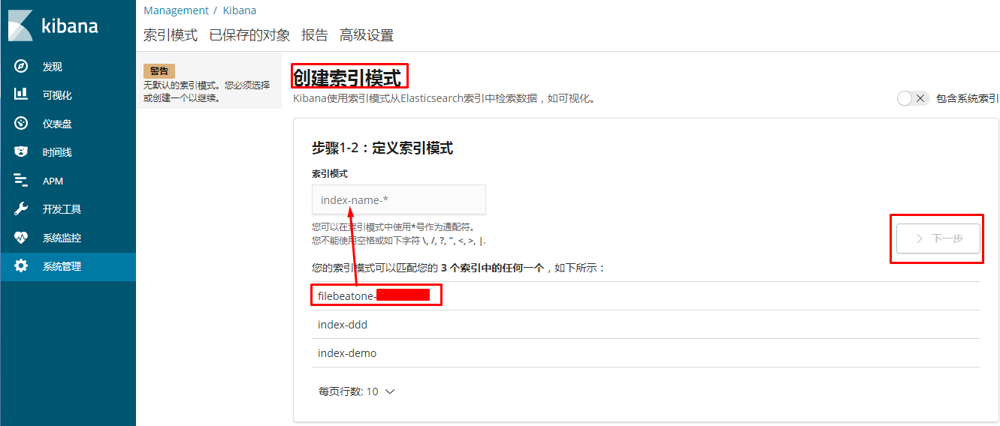 kibana
发现
可视化
仪表盘
时间线
APM
开发工具
系统监控
系统管理
Management / Kibana
索引模式 已保存的对象 报告 高级设置
警告
无默认的索引模式。您必须选择
或创建一个以继续。
创建索引模式
Kibana使用索引模式从Elasticsearch索引中检索数据，如可视化。
包含系统索引
步骤1-2：定义索引模式
索引模式
index-name-*
您可以在索引模式中使用*号作为通配符。
您不能使用空格或如下字符 \, /, ?, ", <, >, |.
下一步
您的索引模式可以匹配您的 3 个索引中的任何一个，如下所示：
filebeatone-
index-ddd
index-demo
每页行数: 10